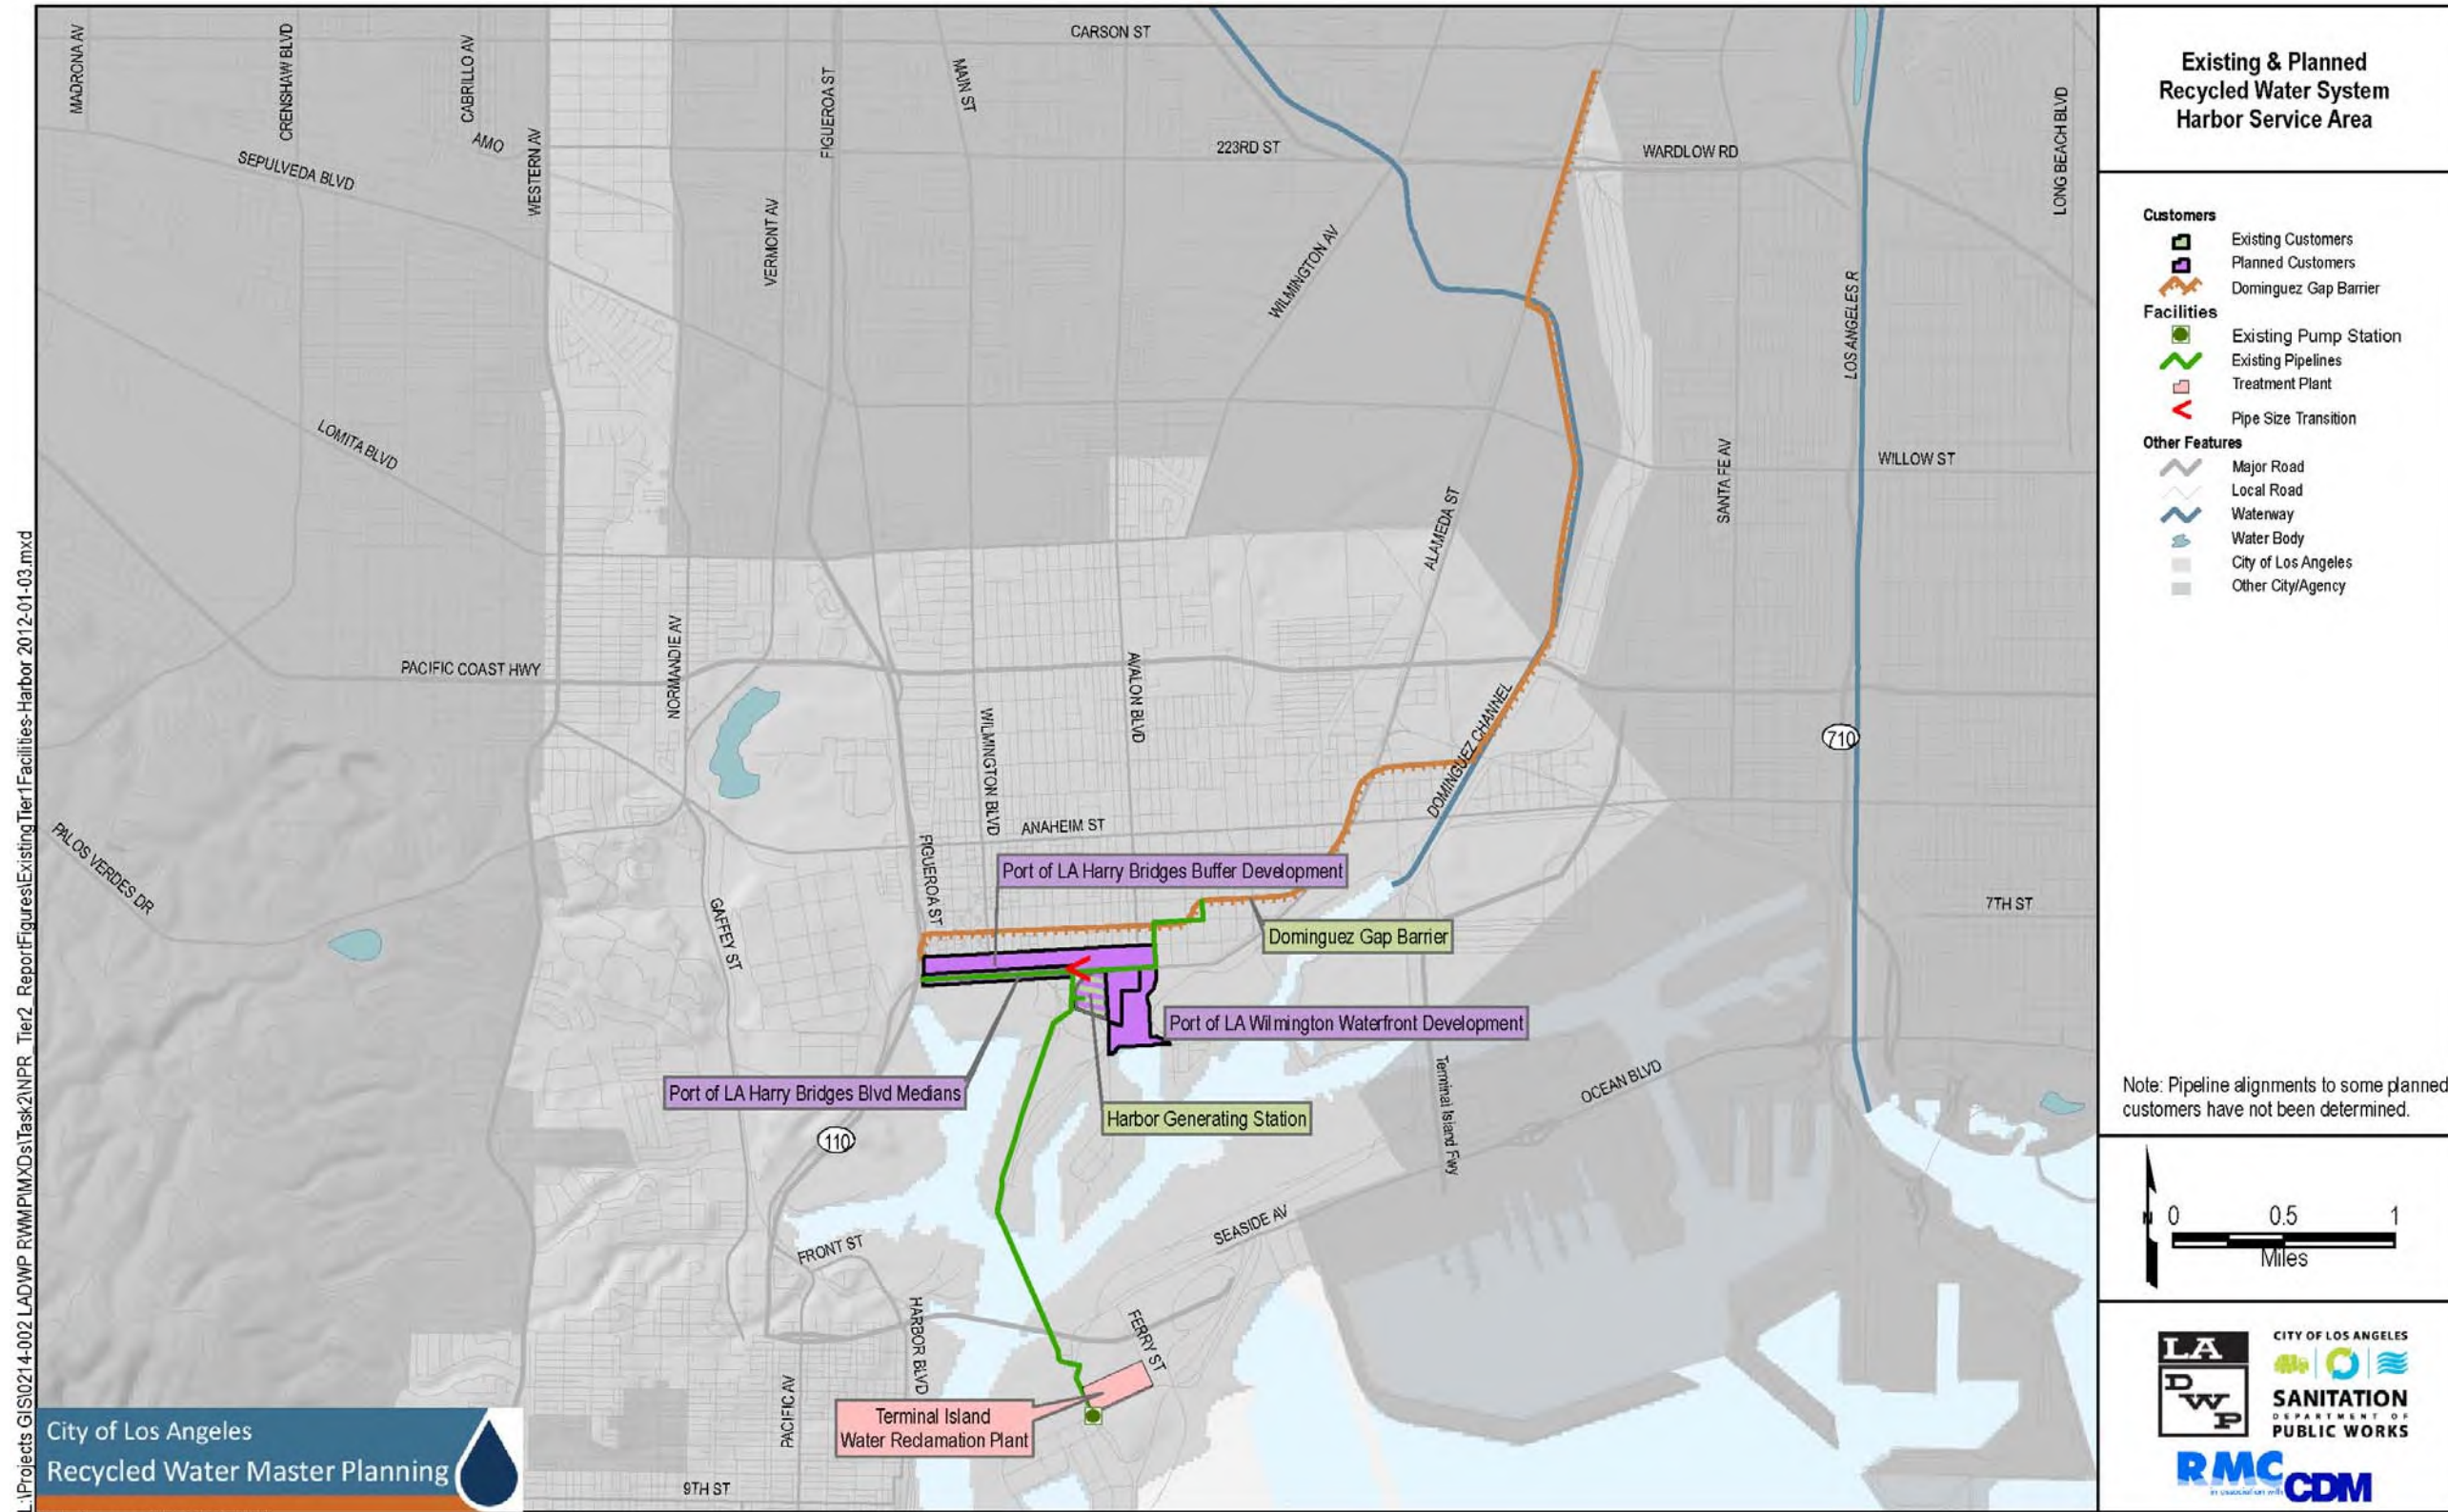 L:\Projects GIS\0214-002 LADWP RWMP\MXDs\Task2\NPR_Tier2_ReportFigures\ExistingTier1Facilities-Harbor 2012-01-03.mxd
MADRONA AV
CRENSHAW BLVD
CABRILLO AV
AMO
SEPULVEDA BLVD
WESTERN AV
FIGUEROA ST
MAIN ST
CARSON ST
VERMONT AV
223RD ST
WILMINGTON AV
WARDLOW RD
LONG BEACH BLVD
LOS ANGELES R
LOMITA BLVD
WILLOW ST
SANTA FE AV
ALAMEDA ST
PACIFIC COAST HWY
NORMANDIE AV
AVALON BLVD
WILMINGTON BLVD
DOMINGUEZ CHANNEL
710
ANAHEIM ST
PALOS VERDES DR
FIGUEROA ST
GAFFEY ST
Port of LA Harry Bridges Buffer Development
7TH ST
Dominguez Gap Barrier
Port of LA Wilmington Waterfront Development
Port of LA Harry Bridges Blvd Medians
Harbor Generating Station
Terminal Island Fwy
OCEAN BLVD
110
SEASIDE AV
FRONT ST
HARBOR BLVD
FERRY ST
PACIFIC AV
Terminal Island
Water Reclamation Plant
9TH ST
City of Los Angeles
Recycled Water Master Planning
Existing & Planned
Recycled Water System
Harbor Service Area
Customers
Existing Customers
Planned Customers
Dominguez Gap Barrier
Facilities
Existing Pump Station
Existing Pipelines
Treatment Plant
Pipe Size Transition
Other Features
Major Road
Local Road
Waterway
Water Body
City of Los Angeles
Other City/Agency
Note: Pipeline alignments to some planned
customers have not been determined.
N
0 0.5 1
Miles
LA
DWP
CITY OF LOS ANGELES
SANITATION
DEPARTMENT OF
PUBLIC WORKS
RMC
in association with
CDM